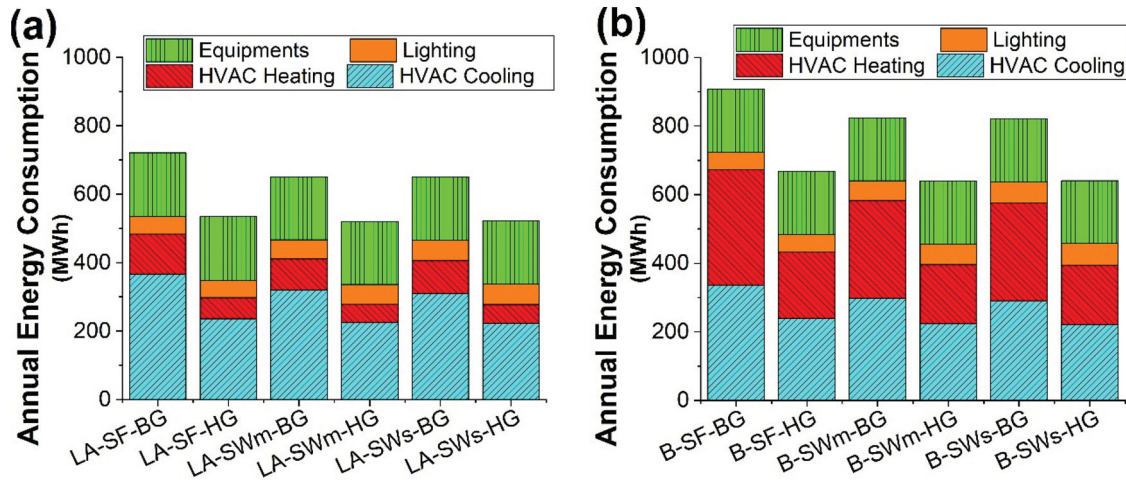 (a)
Annual Energy Consumption
(MWh)
1000
800
600
400
200
0
Equipments
Lighting
HVAC Heating
HVAC Cooling
LA-SF-BG
LA-SF-HG
LA-SWm-BG
LA-SWm-HG
LA-SWs-BG
LA-SWs-HG
(b)
Annual Energy Consumption
(MWh)
1000
800
600
400
200
0
Equipments
Lighting
HVAC Heating
HVAC Cooling
B-SF-BG
B-SF-HG
B-SWm-BG
B-SWm-HG
B-SWs-BG
B-SWs-HG